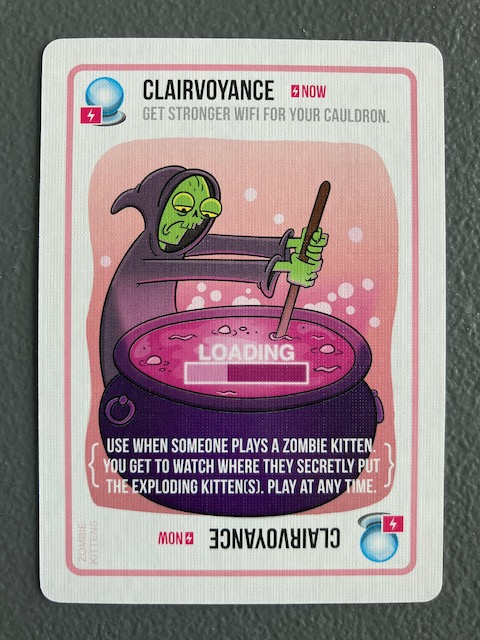 CLAIRVOYANCE NOW
GET STRONGER WIFI FOR YOUR CAULDRON.
LOADING
USE WHEN SOMEONE PLAYS A ZOMBIE KITTEN.
YOU GET TO WATCH WHERE THEY SECRETLY PUT
THE EXPLODING KITTEN(S). PLAY AT ANY TIME.
ZOMBIE
KITTENS
CLAIRVOYANCE NOW